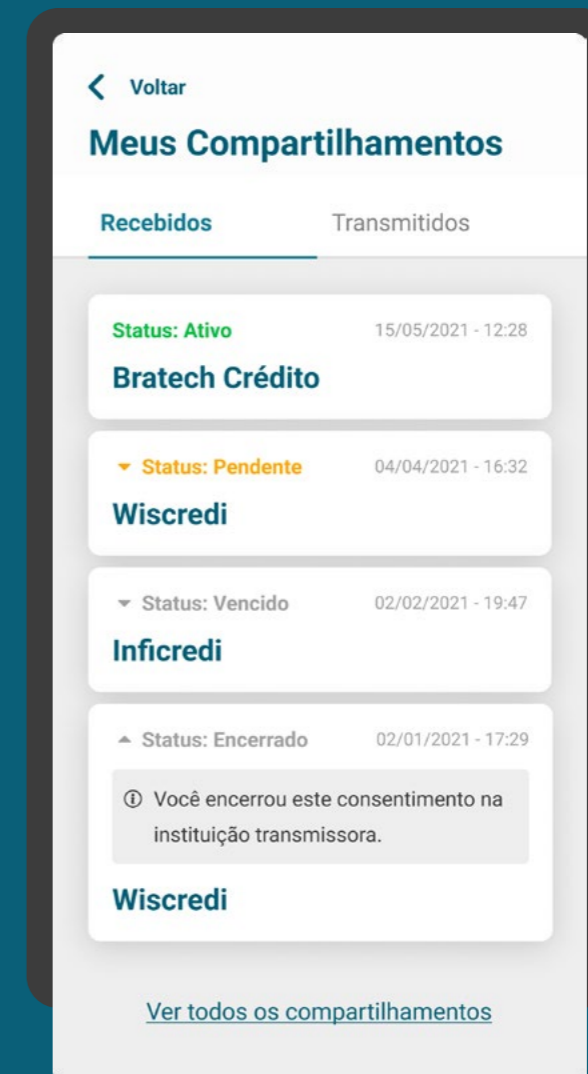 Voltar
Meus Compartilhamentos
Recebidos Transmitidos
Status: Ativo 15/05/2021 - 12:28
Bratech Crédito
Status: Pendente 04/04/2021 - 16:32
Wiscredi
Status: Vencido 02/02/2021 - 19:47
Inficredi
Status: Encerrado 02/01/2021 - 17:29
Você encerrou este consentimento na
instituição transmissora.
Wiscredi
Ver todos os compartilhamentos